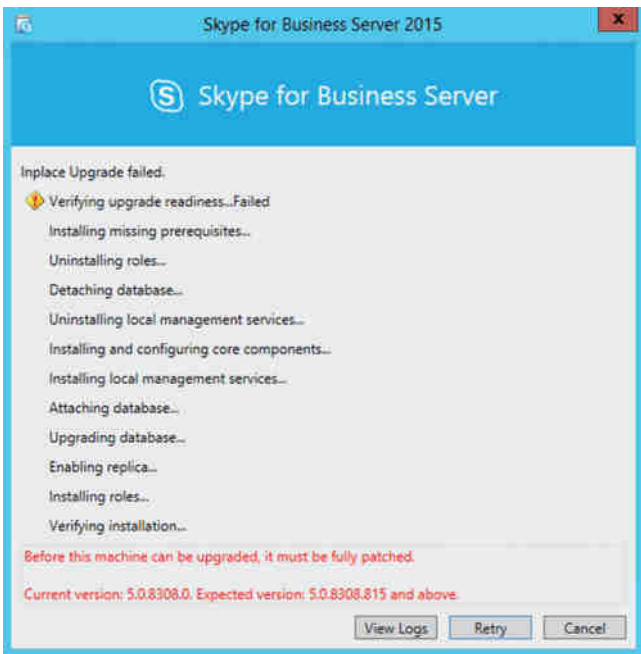 Skype for Business Server 2015
x
S Skype for Business Server
Inplace Upgrade failed.
Verifying upgrade readiness...Failed
Installing missing prerequisites...
Uninstalling roles...
Detaching database...
Uninstalling local management services...
Installing and configuring core components...
Installing local management services...
Attaching database...
Upgrading database...
Enabling replica...
Installing roles...
Verifying installation...
Before this machine can be upgraded, it must be fully patched.
Current version: 5.0.8308.0. Expected version: 5.0.8308.815 and above.
View Logs Retry Cancel